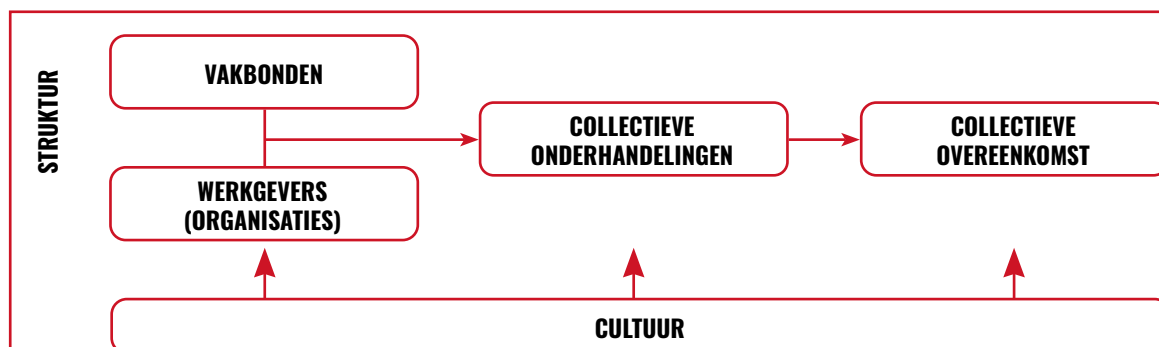 STRUKTUR
VAKBONDEN
WERKGEVERS
(ORGANISATIES)
COLLECTIEVE
ONDERHANDELINGEN
COLLECTIEVE
OVEREENKOMST
CULTUUR